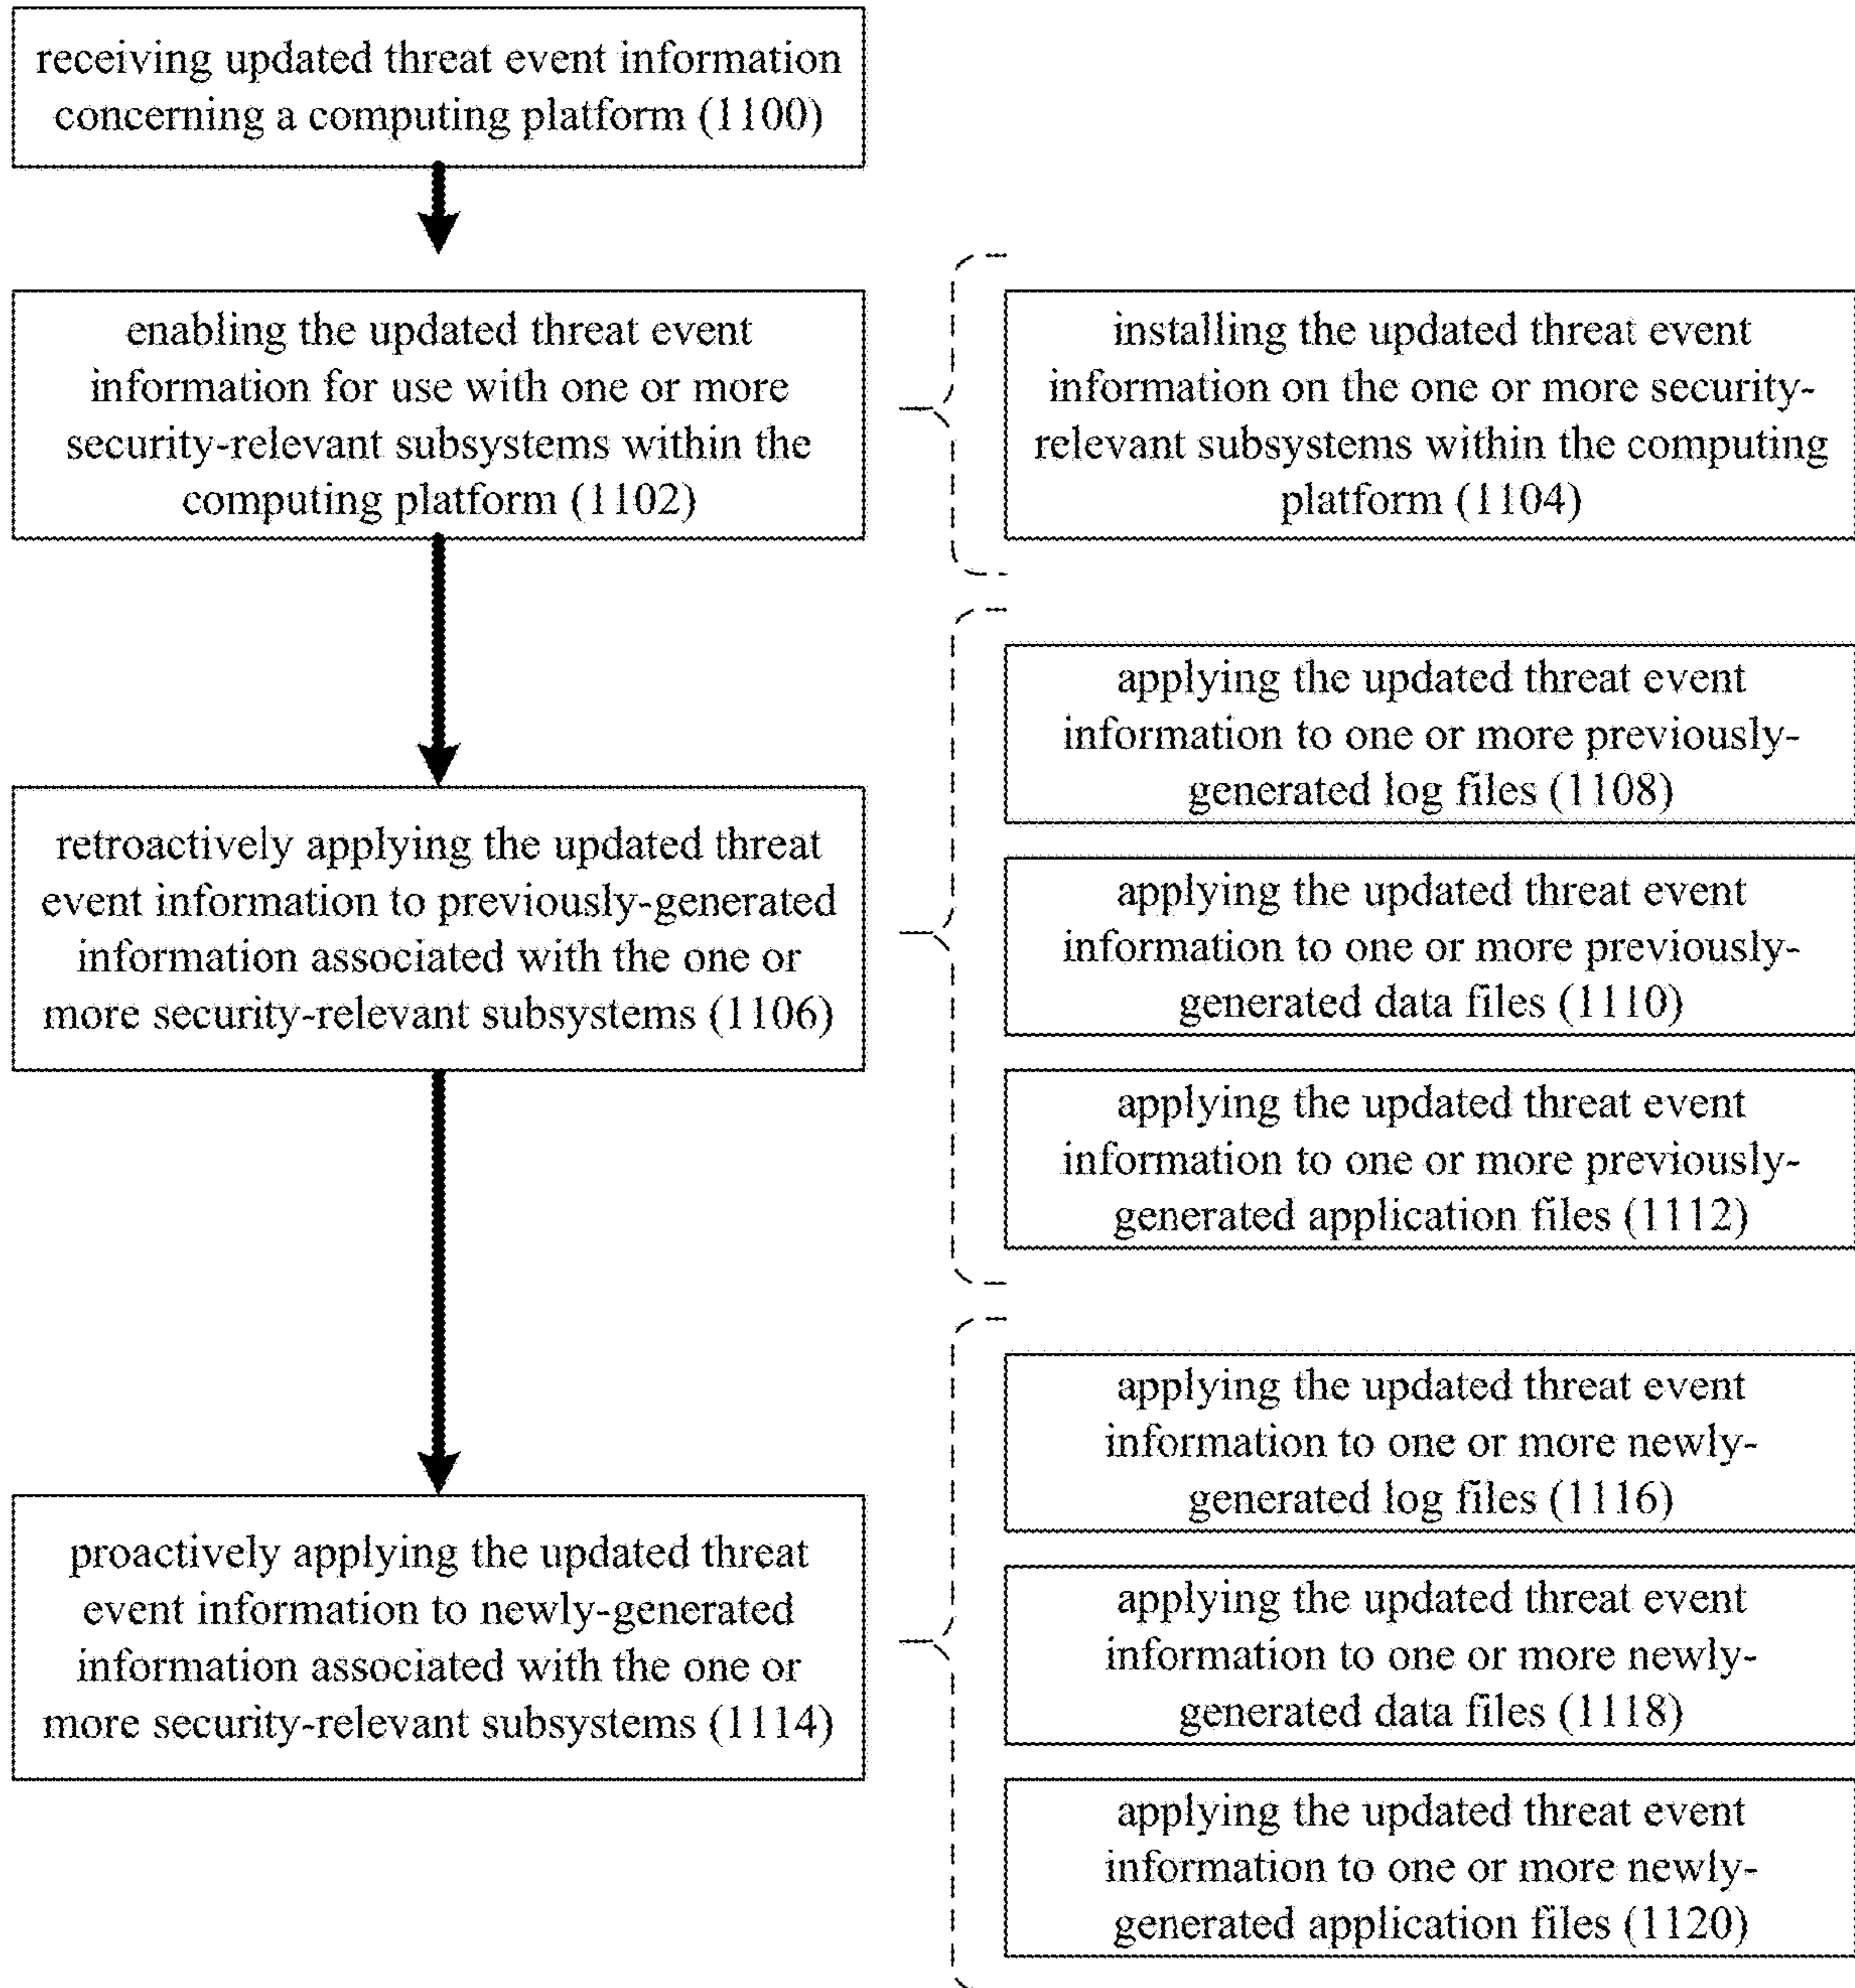 receiving updated threat event information
concerning a computing platform (1100)
enabling the updated threat event
information for use with one or more
security-relevant subsystems within the
computing platform (1102)
installing the updated threat event
information on the one or more security-
relevant subsystems within the computing
platform (1104)
retroactively applying the updated threat
event information to previously-generated
information associated with the one or
more security-relevant subsystems (1106)
applying the updated threat event
information to one or more previously-
generated log files (1108)
applying the updated threat event
information to one or more previously-
generated data files (1110)
applying the updated threat event
information to one or more previously-
generated application files (1112)
proactively applying the updated threat
event information to newly-generated
information associated with the one or
more security-relevant subsystems (1114)
applying the updated threat event
information to one or more newly-
generated log files (1116)
applying the updated threat event
information to one or more newly-
generated data files (1118)
applying the updated threat event
information to one or more newly-
generated application files (1120)